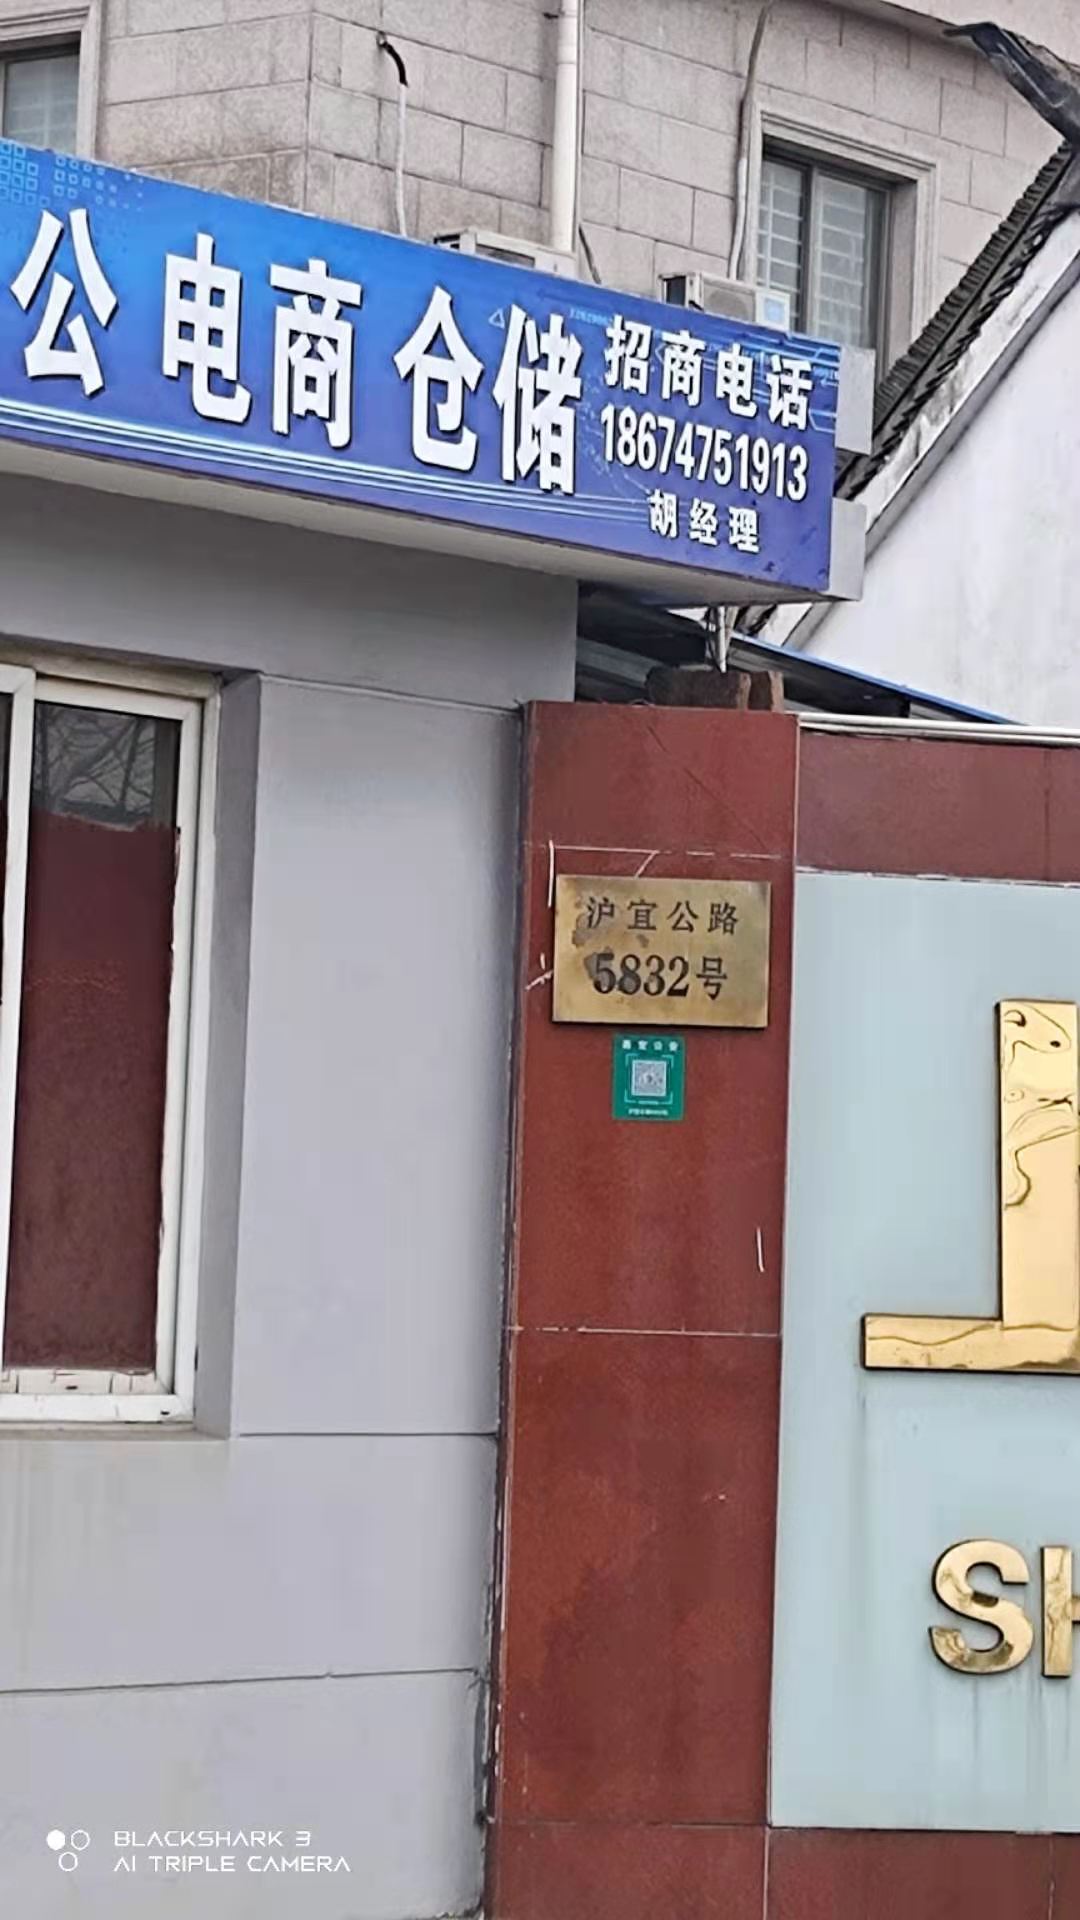 公 电商 仓储
招商电话
18674751913
胡经理
沪宜公路
5832号
SH
BLACKSHARK 3
AI TRIPLE CAMERA